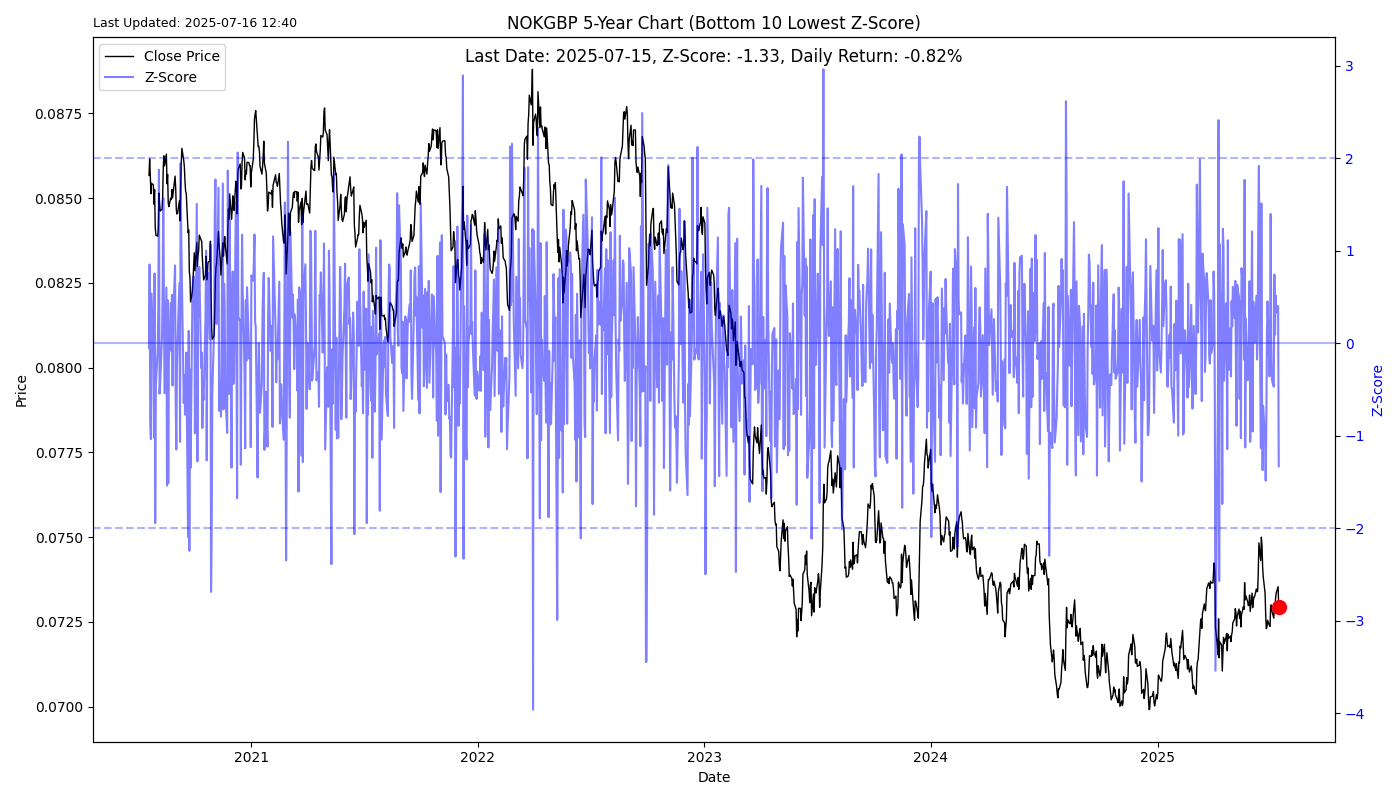 Last Updated: 2025-07-16 12:40
NOKGBP 5-Year Chart (Bottom 10 Lowest Z-Score)
Last Date: 2025-07-15, Z-Score: -1.33, Daily Return: -0.82%
Close Price
Z-Score
Price
0.0875
0.0850
0.0825
0.0800
0.0775
0.0750
0.0725
0.0700
3
2
1
0
−1
−2
−3
−4
Z-Score
2021
2022
2023
2024
2025
Date